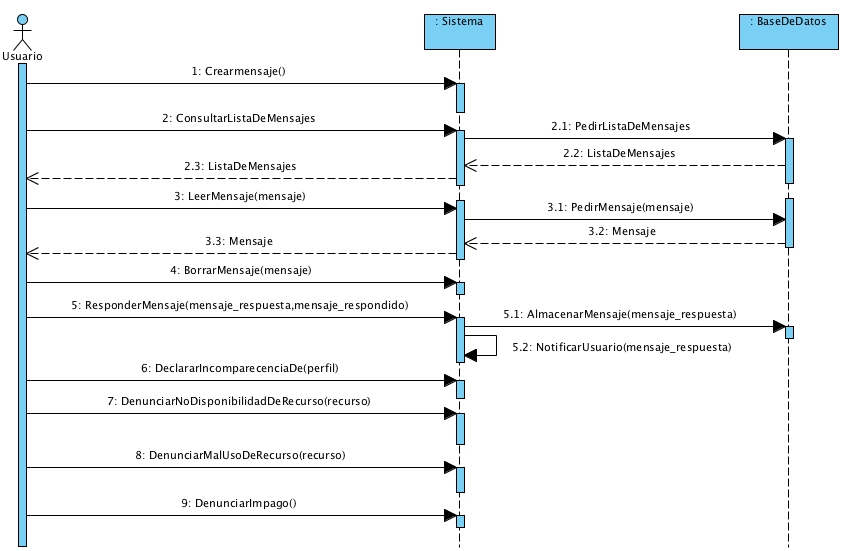 : Sistema
: BaseDeDatos
Usuario
1: Crearmensaje()
2: ConsultarListaDeMensajes
2.1: PedirListaDeMensajes
2.2: ListaDeMensajes
2.3: ListaDeMensajes
3: LeerMensaje(mensaje)
3.1: PedirMensaje(mensaje)
3.2: Mensaje
3.3: Mensaje
4: BorrarMensaje(mensaje)
5: ResponderMensaje(mensaje_respuesta,mensaje_respondido)
5.1: AlmacenarMensaje(mensaje_respuesta)
5.2: NotificarUsuario(mensaje_respuesta)
6: DeclararIncomparecenciaDe(perfil)
7: DenunciarNoDisponibilidadDeRecurso(recurso)
8: DenunciarMalUsoDeRecurso(recurso)
9: DenunciarImpago()